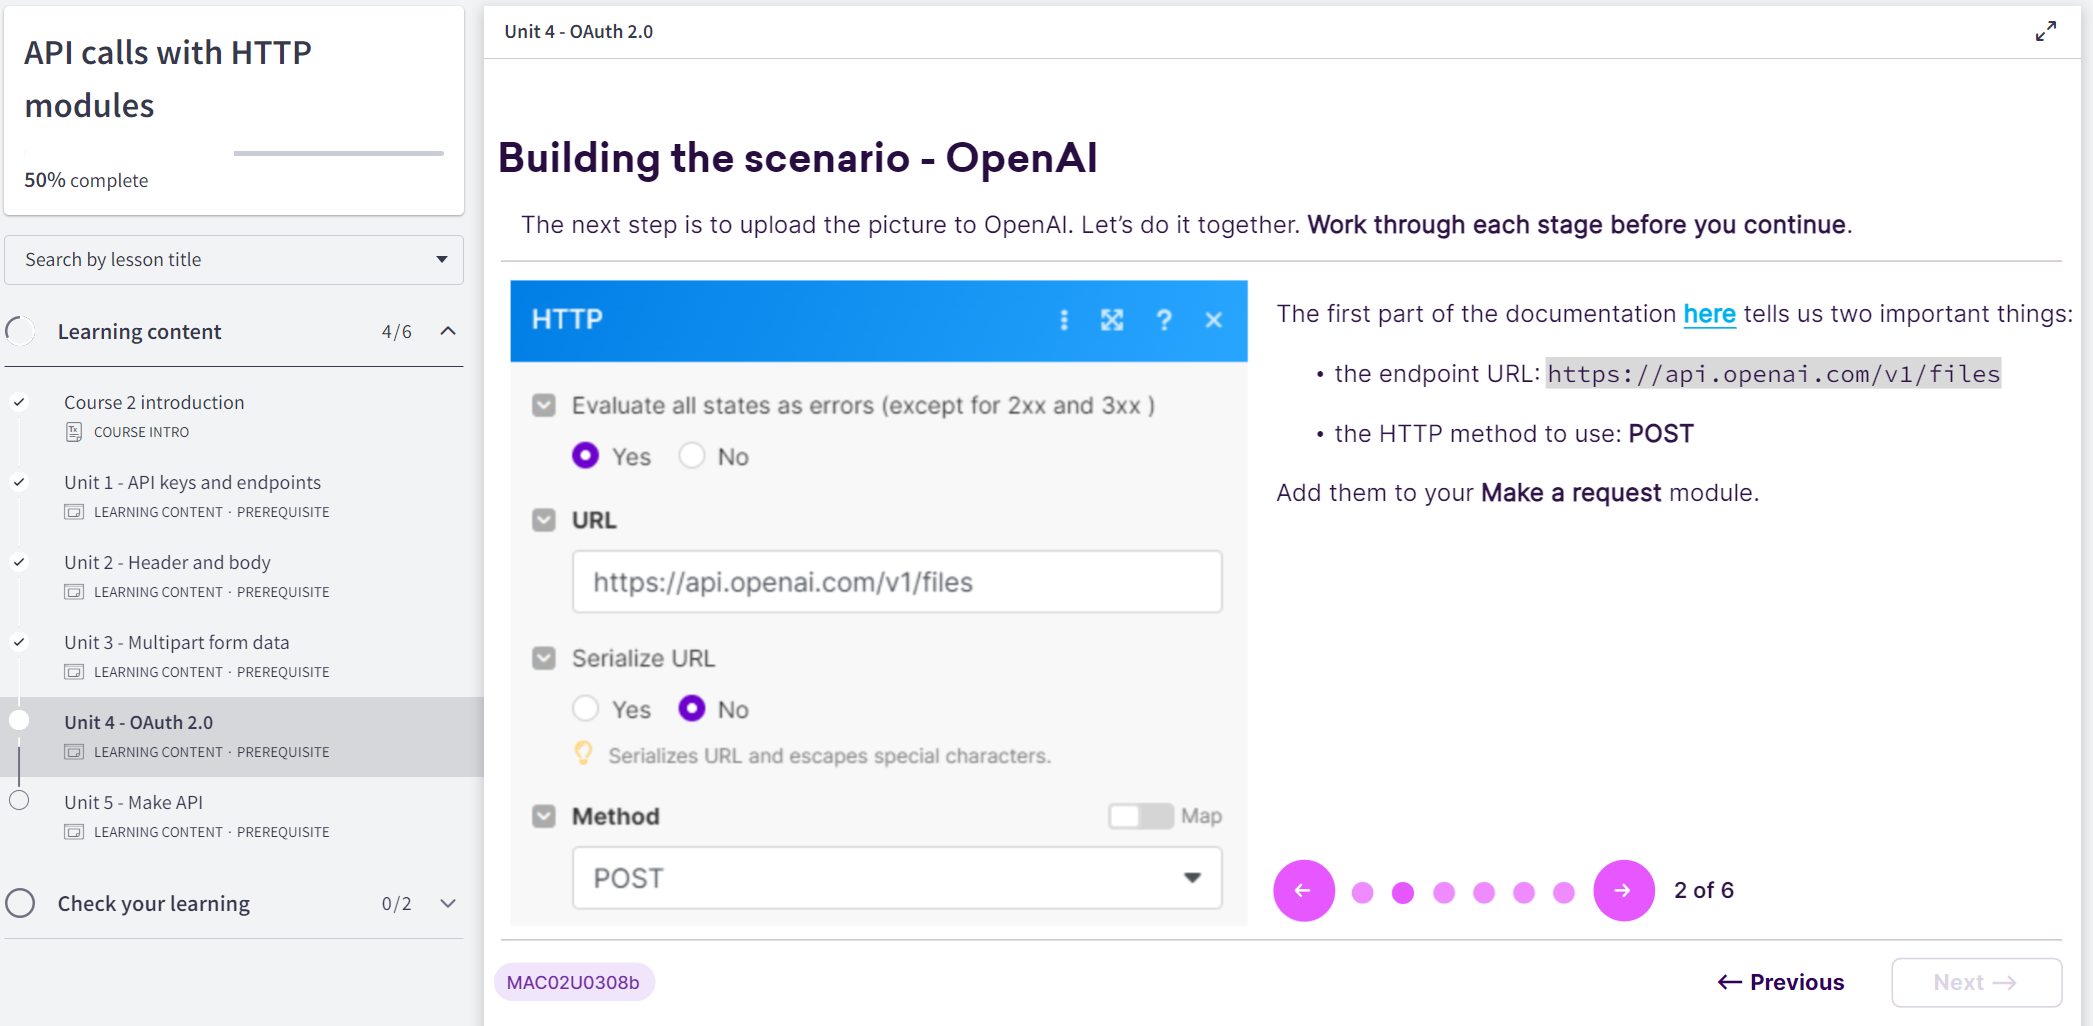 API calls with HTTP
modules
50% complete
Search by lesson title
Learning content 4/6
Course 2 introduction
COURSE INTRO
Unit 1 - API keys and endpoints
LEARNING CONTENT · PREREQUISITE
Unit 2 - Header and body
LEARNING CONTENT · PREREQUISITE
Unit 3 - Multipart form data
LEARNING CONTENT · PREREQUISITE
Unit 4 - OAuth 2.0
LEARNING CONTENT · PREREQUISITE
Unit 5 - Make API
LEARNING CONTENT · PREREQUISITE
Check your learning 0/2
Unit 4 - OAuth 2.0
Building the scenario - OpenAI
The next step is to upload the picture to OpenAI. Let’s do it together. Work through each stage before you continue.
HTTP
Evaluate all states as errors (except for 2xx and 3xx )
Yes No
URL
https://api.openai.com/v1/files
Serialize URL
Yes No
Serializes URL and escapes special characters.
Method Map
POST
The first part of the documentation here tells us two important things:
• the endpoint URL: https://api.openai.com/v1/files
• the HTTP method to use: POST
Add them to your Make a request module.
2 of 6
MAC02U0308b
← Previous
Next →